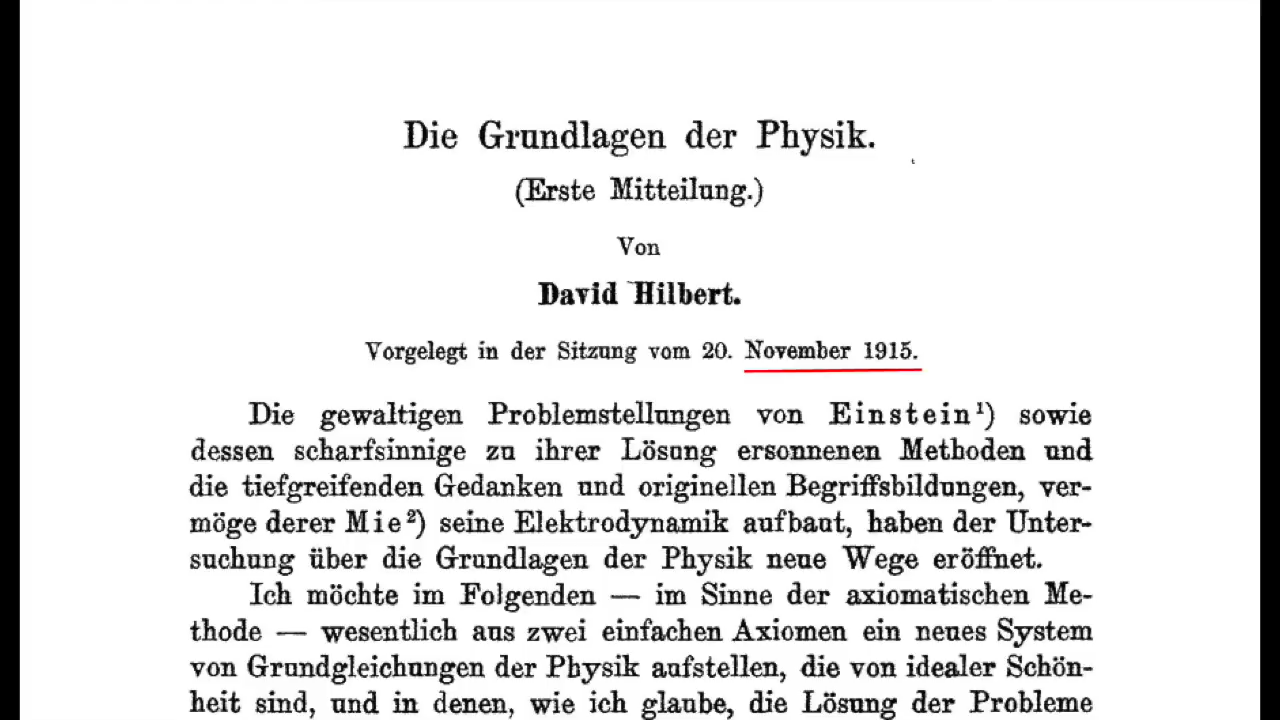 Die Grundlagen der Physik.
(Erste Mitteilung.)
Von
David Hilbert.
Vorgelegt in der Sitzung vom 20. November 1915.
Die gewaltigen Problemstellungen von Einstein¹) sowie
dessen scharfsinnige zu ihrer Lösung ersonnenen Methoden und
die tiefgreifenden Gedanken und originellen Begriffsbildungen, ver-
möge derer Mie²) seine Elektrodynamik aufbaut, haben der Unter-
suchung über die Grundlagen der Physik neue Wege eröffnet.
Ich möchte im Folgenden — im Sinne der axiomatischen Me-
thode — wesentlich aus zwei einfachen Axiomen ein neues System
von Grundgleichungen der Physik aufstellen, die von idealer Schön-
heit sind, und in denen, wie ich glaube, die Lösung der Probleme